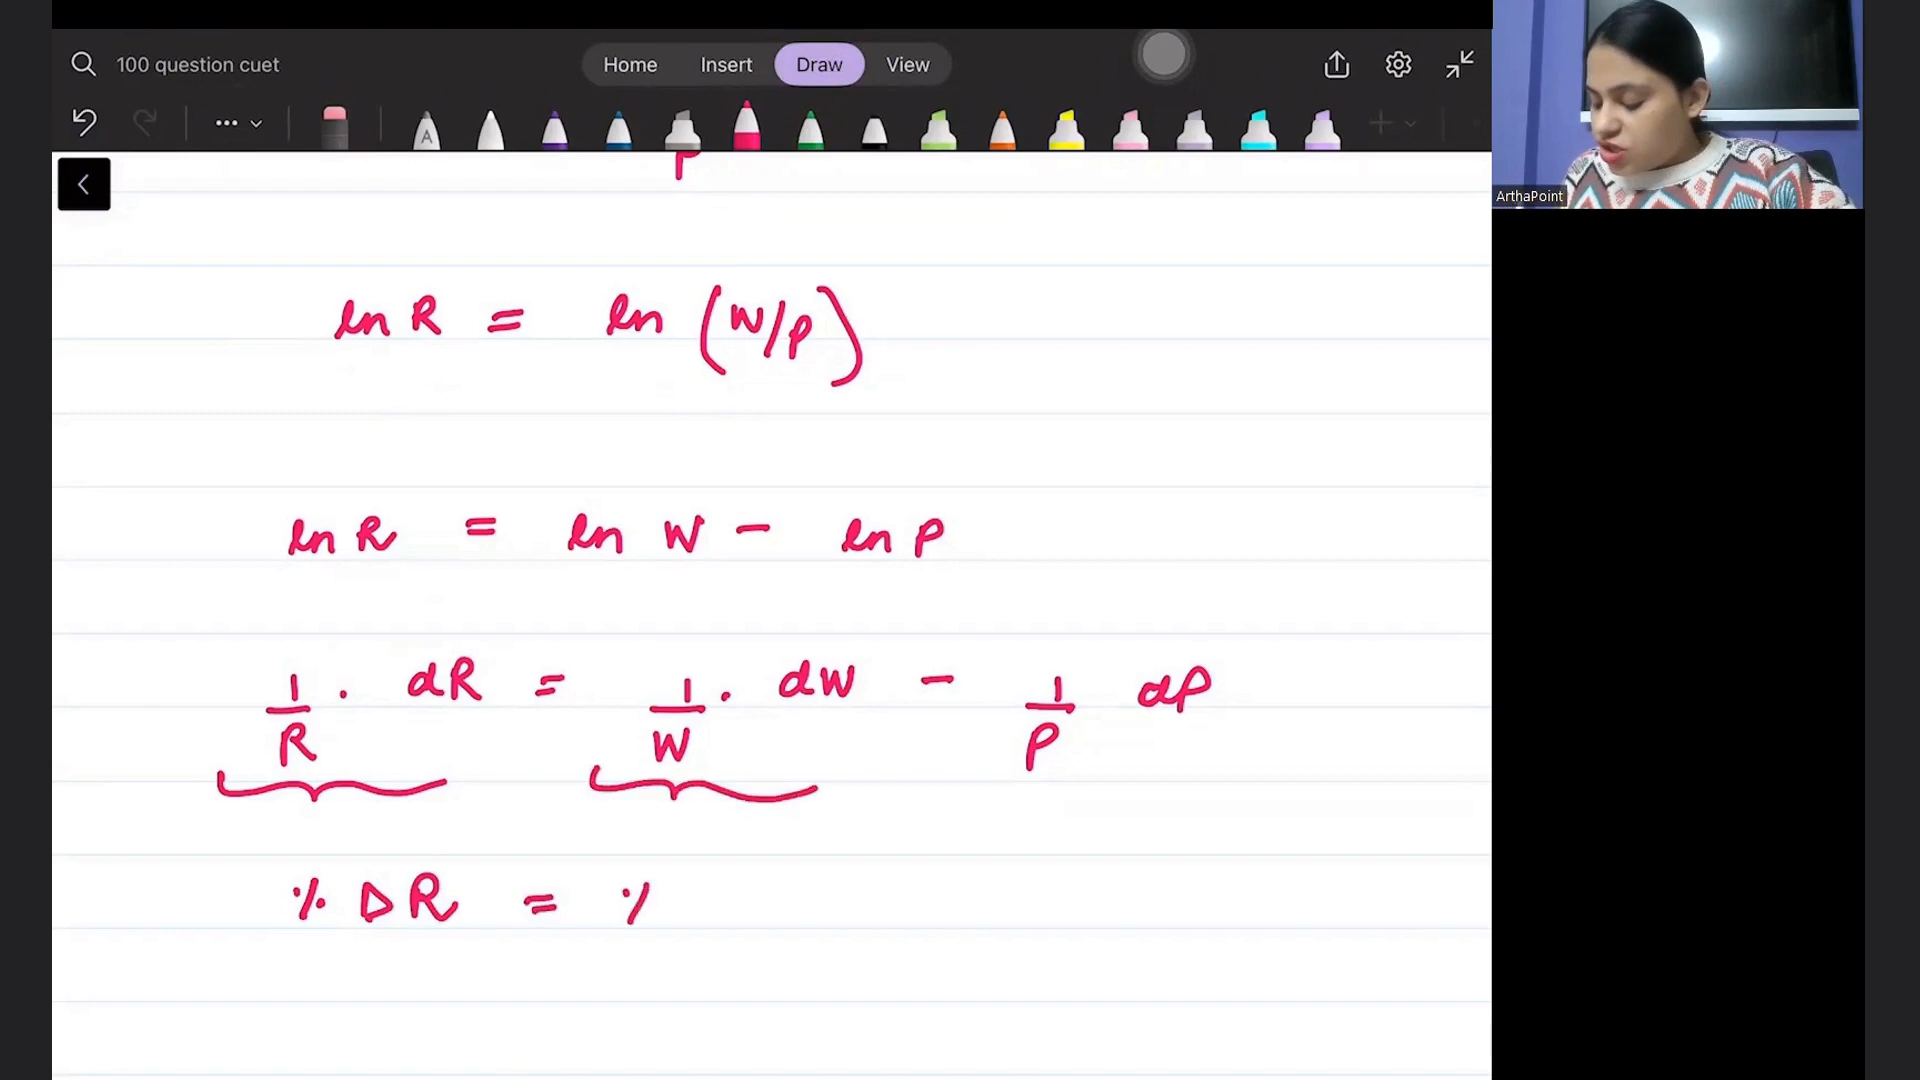 100 question cuet
Home Insert Draw View
A
P
ln R = ln (W/P)
ln R = ln W - ln P
1/R . dR = 1/W . dW - 1/P dP
% Δ R = %
ArthaPoint